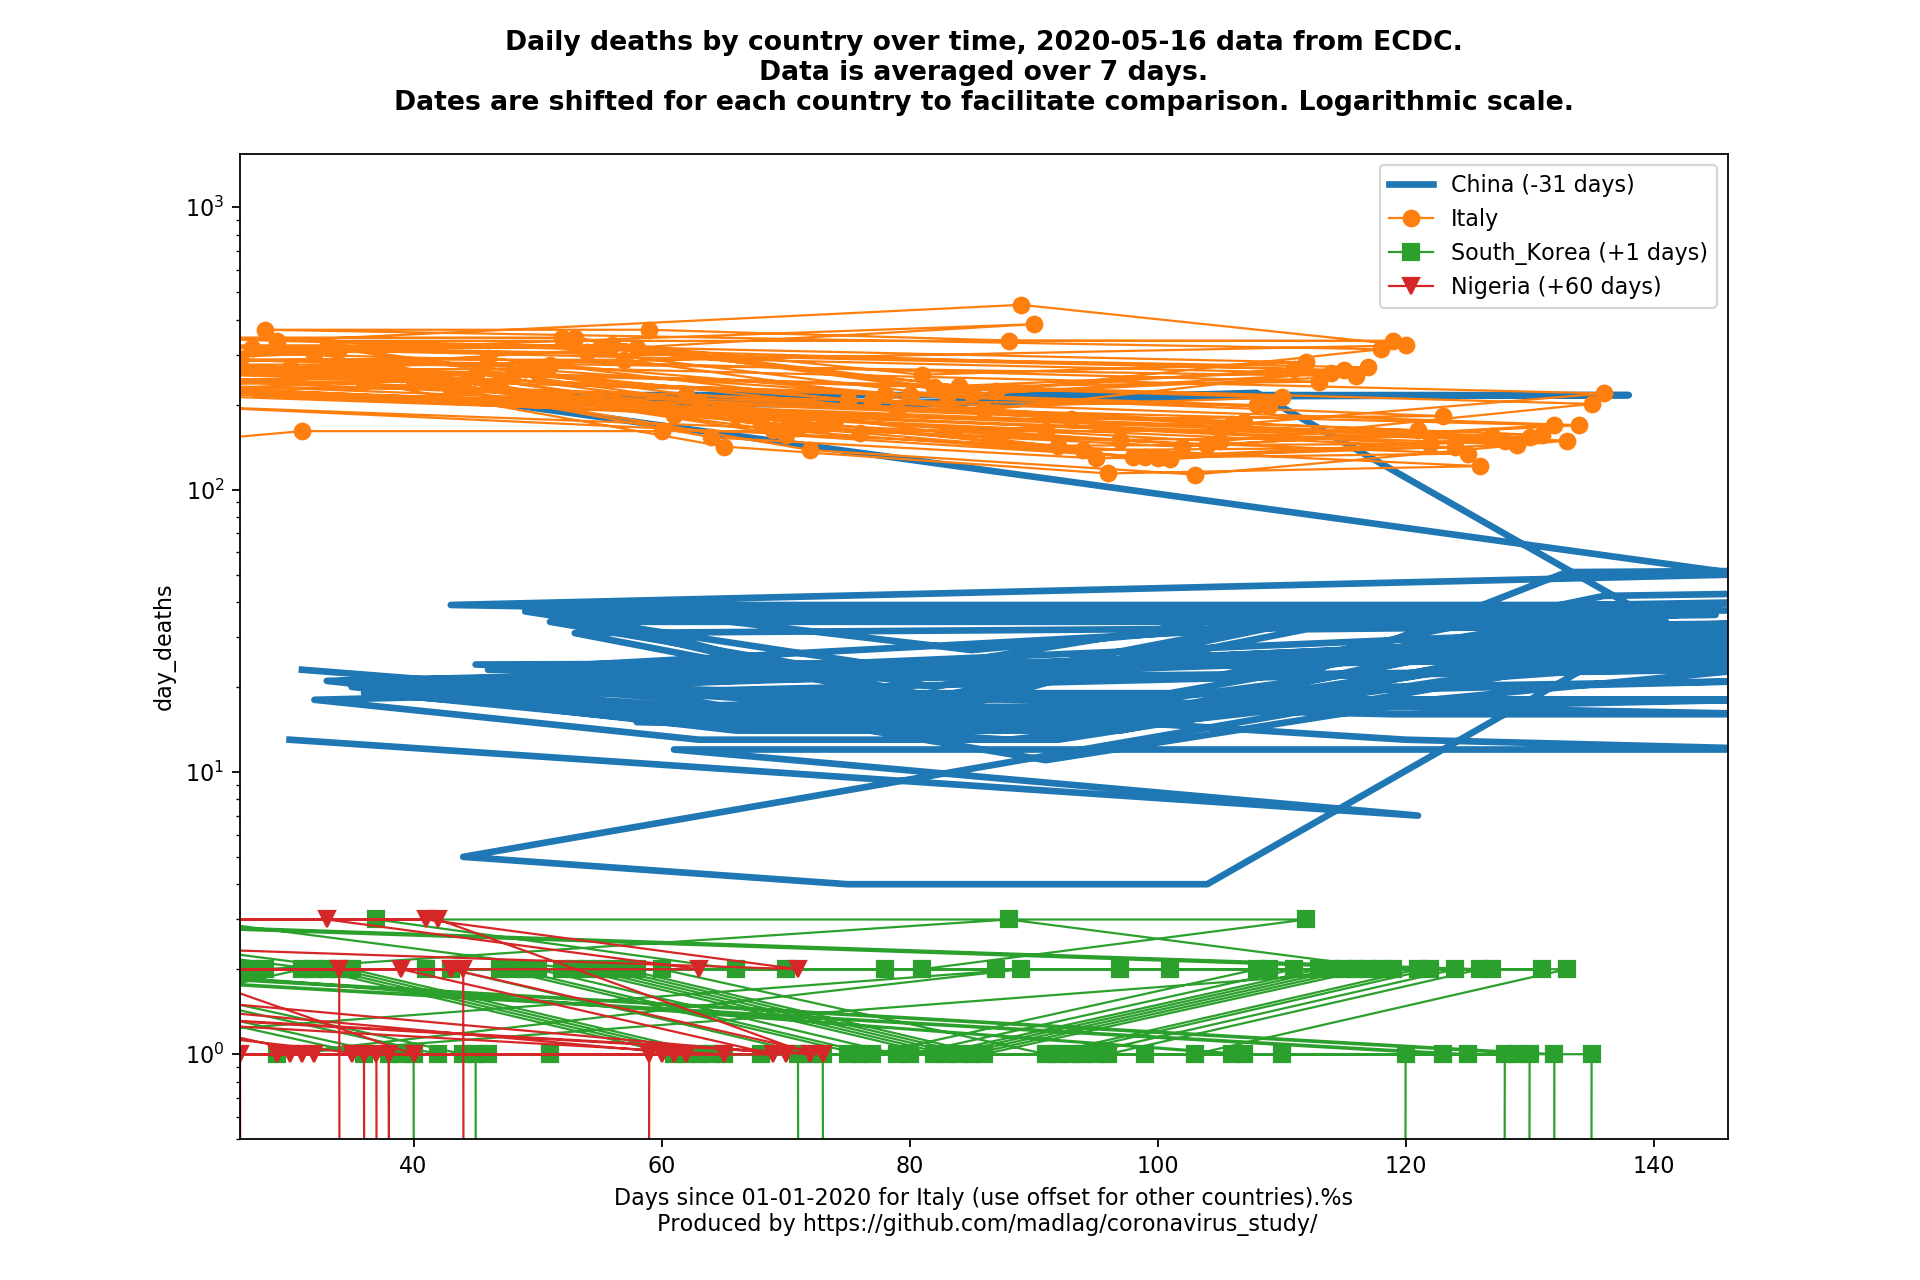 Daily deaths by country over time, 2020-05-16 data from ECDC.
Data is averaged over 7 days.
Dates are shifted for each country to facilitate comparison. Logarithmic scale.
China (-31 days)
Italy
South_Korea (+1 days)
Nigeria (+60 days)
day_deaths
10³
10²
10¹
10⁰
40 60 80 100 120 140
Days since 01-01-2020 for Italy (use offset for other countries).%s
Produced by https://github.com/madlag/coronavirus_study/